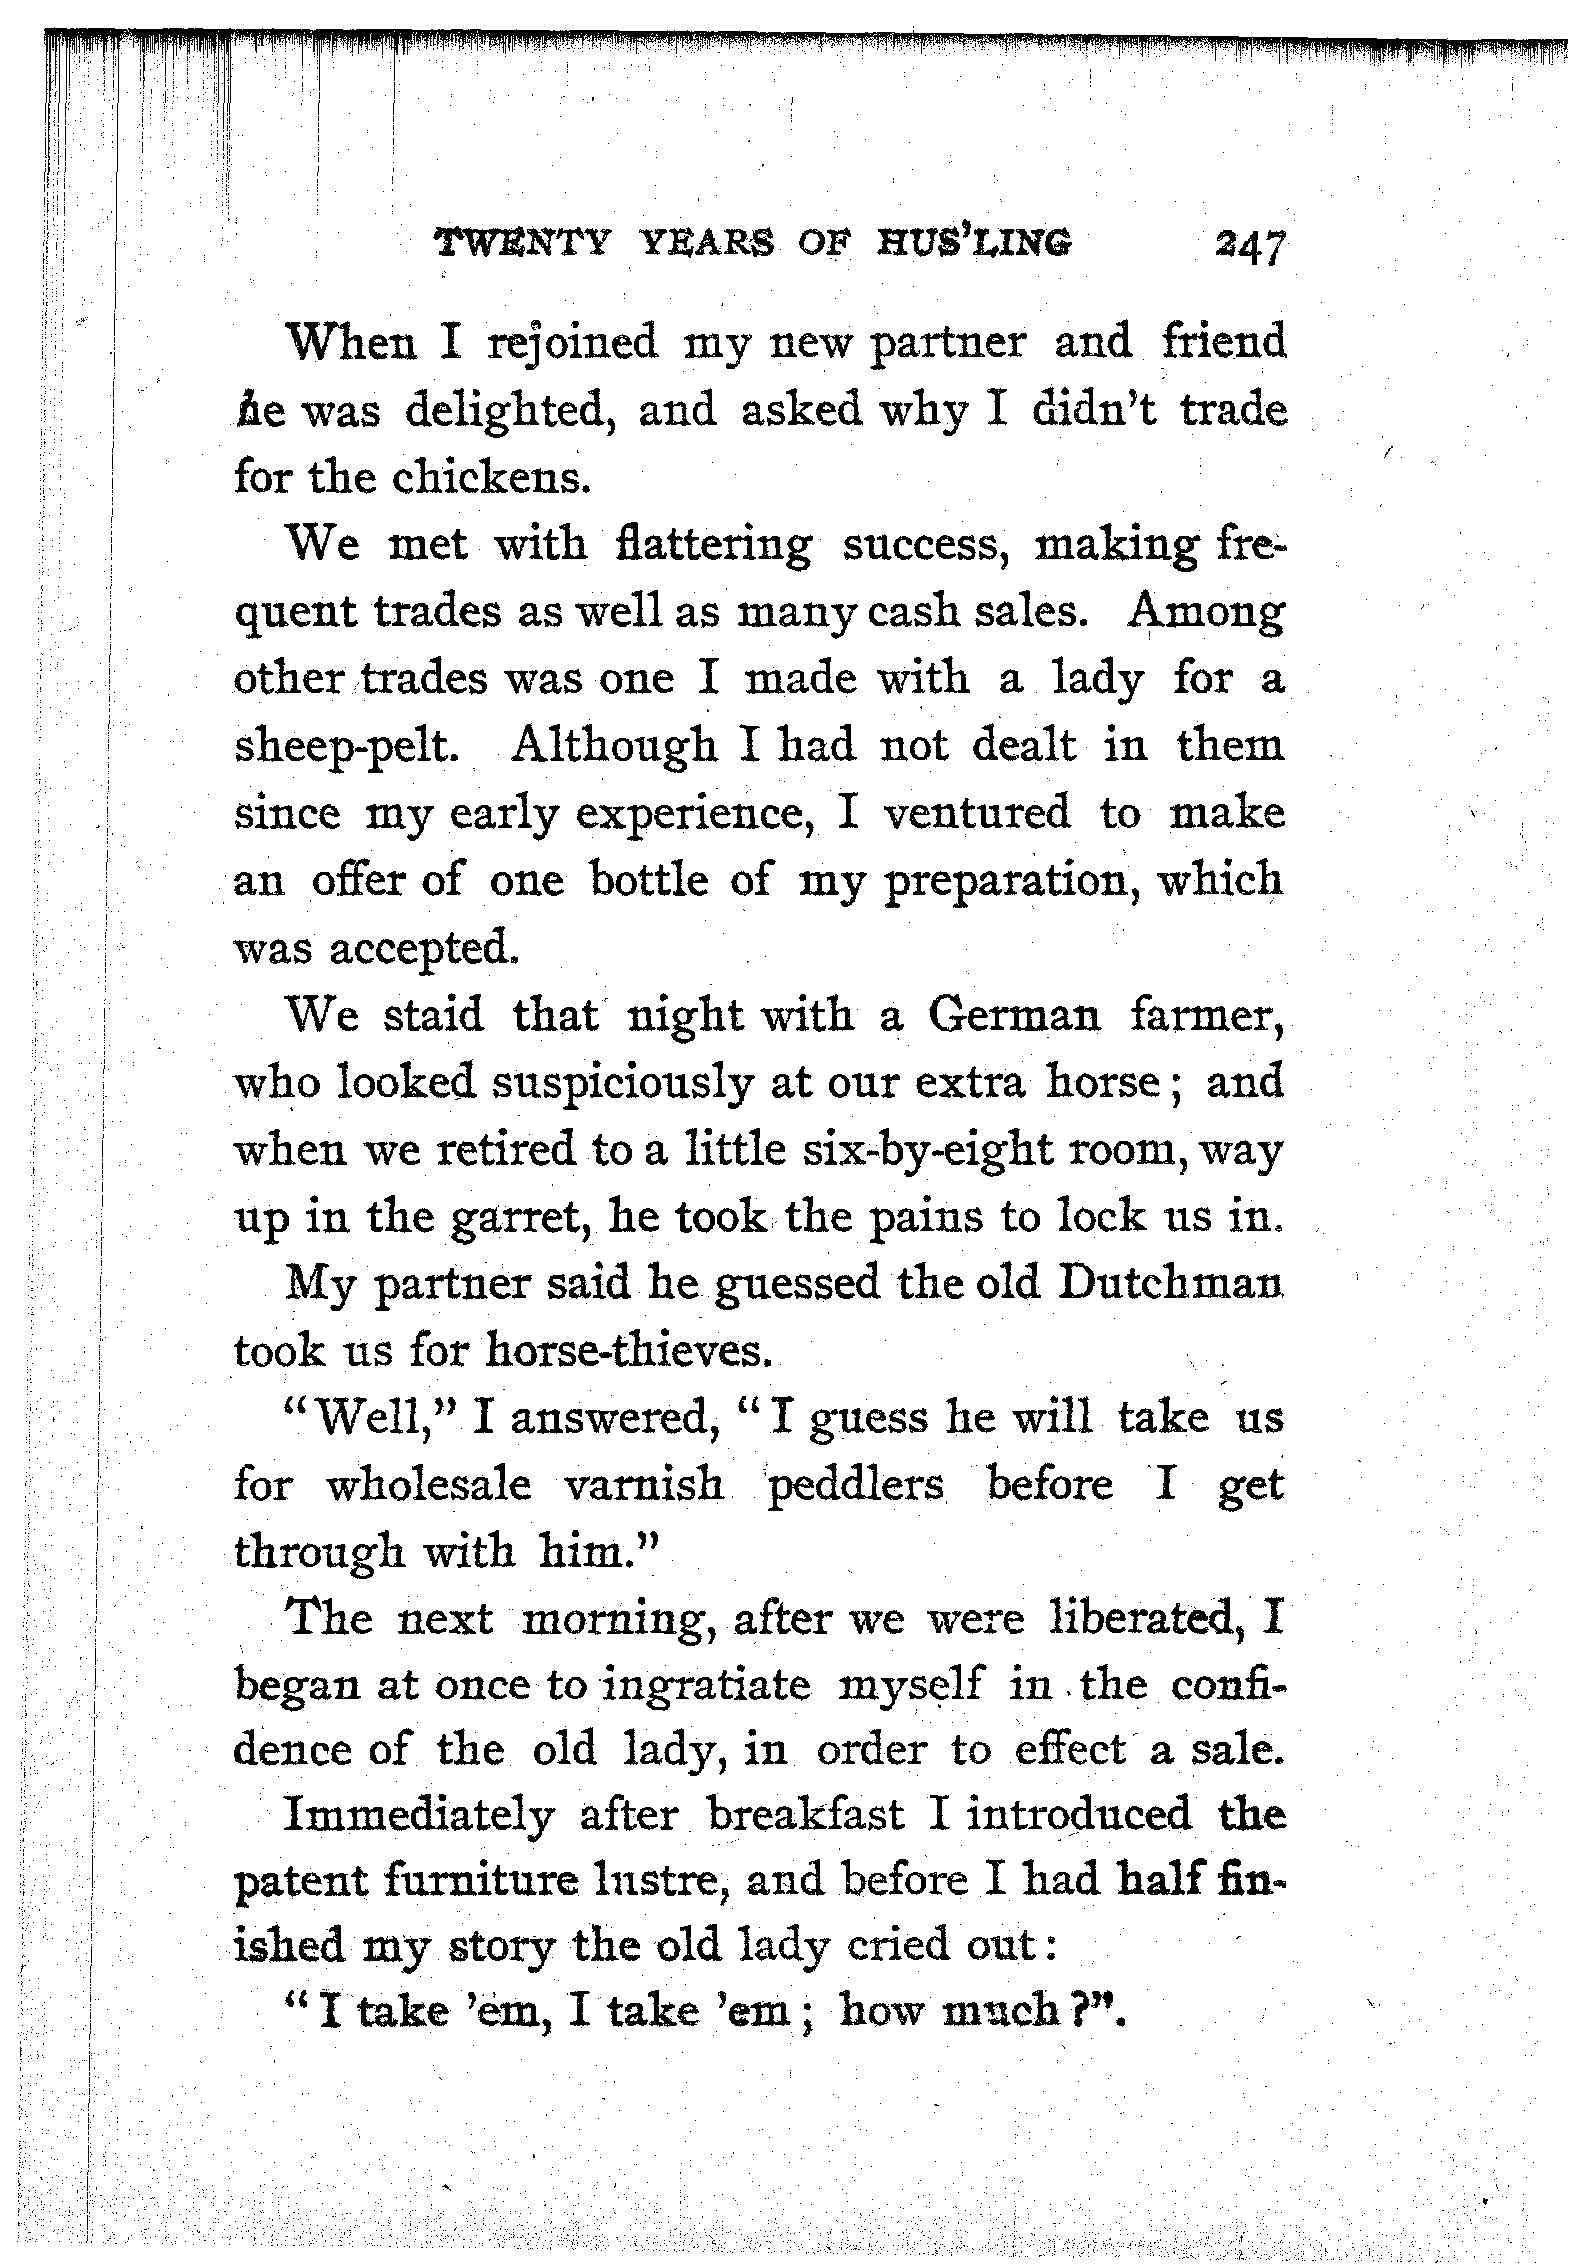 TWENTY YEARS OF HUS'LING 247
When I rejoined my new partner and friend
he was delighted, and asked why I didn't trade
for the chickens.
We met with flattering success, making fre-
quent trades as well as many cash sales. Among
other trades was one I made with a lady for a
sheep-pelt. Although I had not dealt in them
since my early experience, I ventured to make
an offer of one bottle of my preparation, which
was accepted.
We staid that night with a German farmer,
who looked suspiciously at our extra horse; and
when we retired to a little six-by-eight room, way
up in the garret, he took the pains to lock us in.
My partner said he guessed the old Dutchman
took us for horse-thieves.
"Well," I answered, "I guess he will take us
for wholesale varnish peddlers before I get
through with him."
The next morning, after we were liberated, I
began at once to ingratiate myself in the confi-
dence of the old lady, in order to effect a sale.
Immediately after breakfast I introduced the
patent furniture lustre, and before I had half fin-
ished my story the old lady cried out:
"I take 'em, I take 'em; how much?".